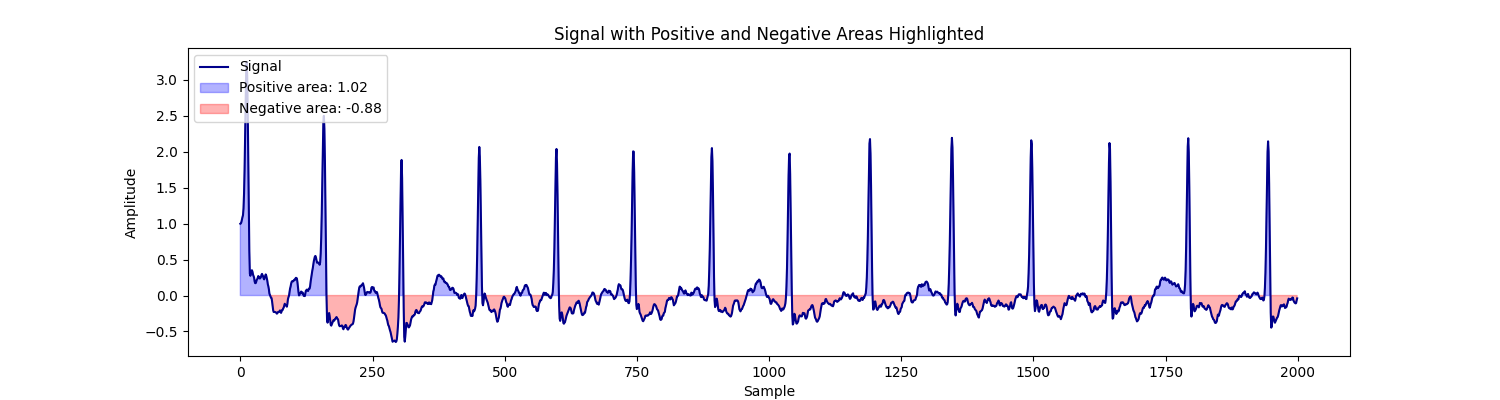 Signal with Positive and Negative Areas Highlighted
Signal
Positive area: 1.02
Negative area: -0.88
3.0
2.5
2.0
1.5
1.0
0.5
0.0
−0.5
Amplitude
0 250 500 750 1000 1250 1500 1750 2000
Sample